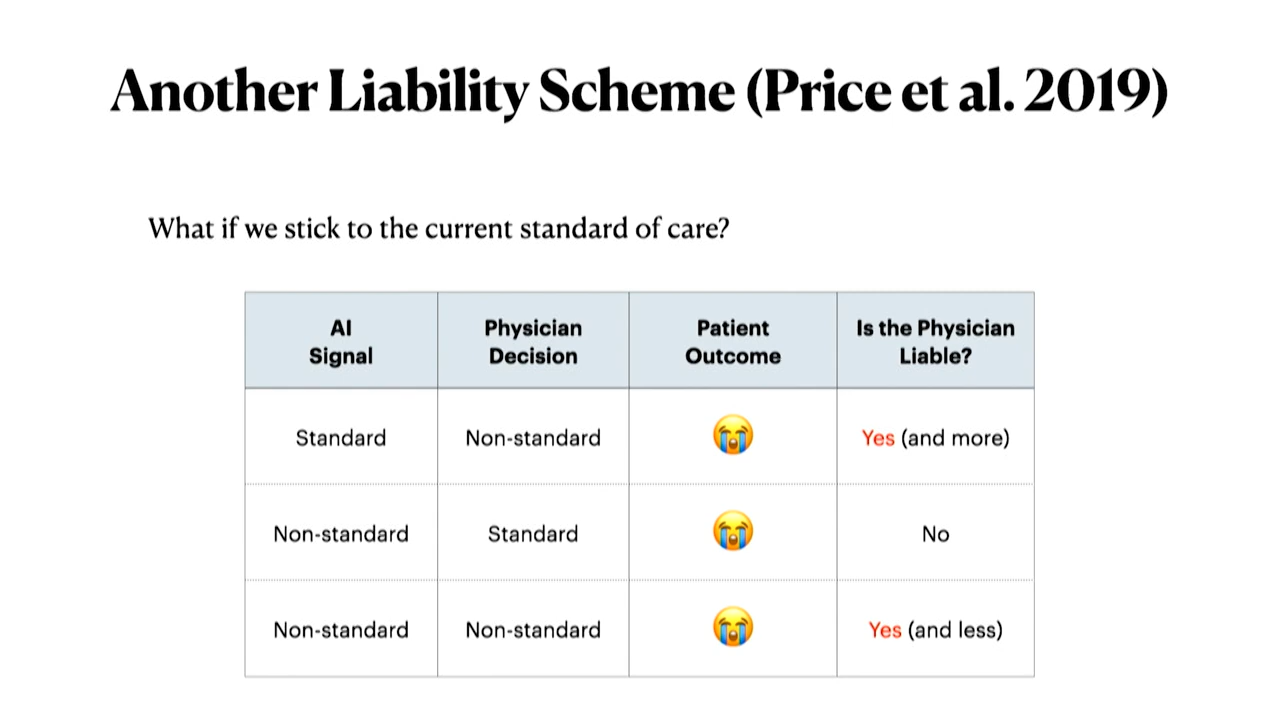 Another Liability Scheme (Price et al. 2019)
What if we stick to the current standard of care?
AI Signal
Physician Decision
Patient Outcome
Is the Physician Liable?
Standard
Non-standard
Yes (and more)
Non-standard
Standard
No
Non-standard
Non-standard
Yes (and less)